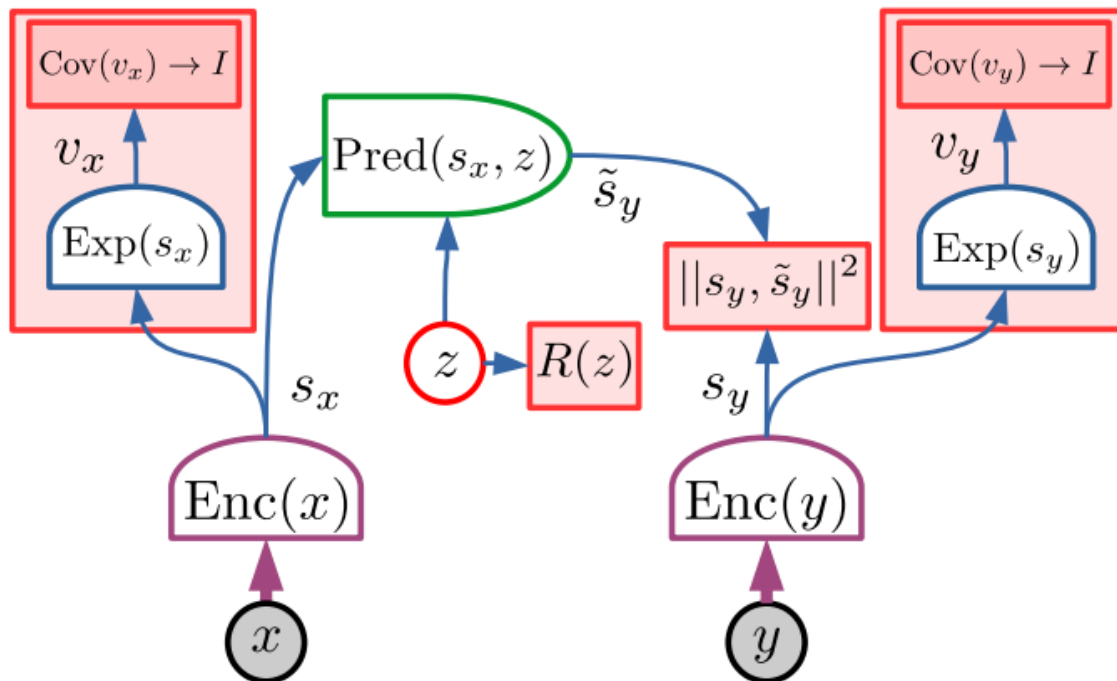 Cov(v_x) → I
Cov(v_y) → I
v_x
v_y
Pred(s_x, z)
s̃_y
Exp(s_x)
Exp(s_y)
||s_y, s̃_y||²
z
R(z)
s_x
s_y
Enc(x)
Enc(y)
x
y